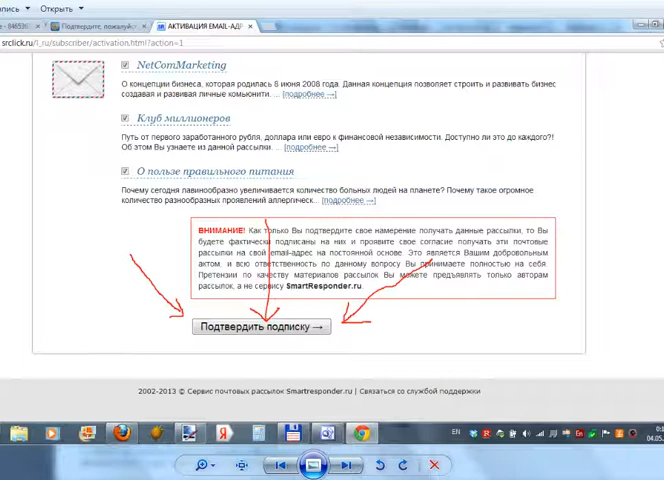 пись ▾ Открыть ▾
Подтвердите, пожалуй
АКТИВАЦИЯ EMAIL-АДР
srclick.ru/l_ru/subscriber/activation.html?action=1
NetComMarketing
О концепции бизнеса, которая родилась 6 июня 2008 года. Данная концепция позволяет строить и развивать бизнес
создавая и развивая личные комьюнити. ... [подробнее →]
Клуб миллионеров
Путь от первого заработанного рубля, доллара или евро к финансовой независимости. Доступно ли это до каждого?!
Об этом Вы узнаете из данной рассылки. ... [подробнее →]
О пользе правильного питания
Почему сегодня лавинообразно увеличивается количество больных людей на планете? Почему такое огромное
количество разнообразных проявлений аллергическ... [подробнее →]
ВНИМАНИЕ! Как только Вы подтвердите свое намерение получать данные рассылки, то Вы
будете фактически подписаны на них и проявите свое согласие получать эти почтовые
рассылки на свой email-адрес на постоянной основе. Это является Вашим добровольным
актом, и всю ответственность по данному вопросу Вы принимаете полностью на себя.
Претензии по качеству материалов рассылок Вы можете предъявлять только авторам
рассылок, а не сервису SmartResponder.ru.
Подтвердить подписку →
2002-2013 © Сервис почтовых рассылок Smartresponder.ru | Связаться со службой поддержки
EN
04.05.